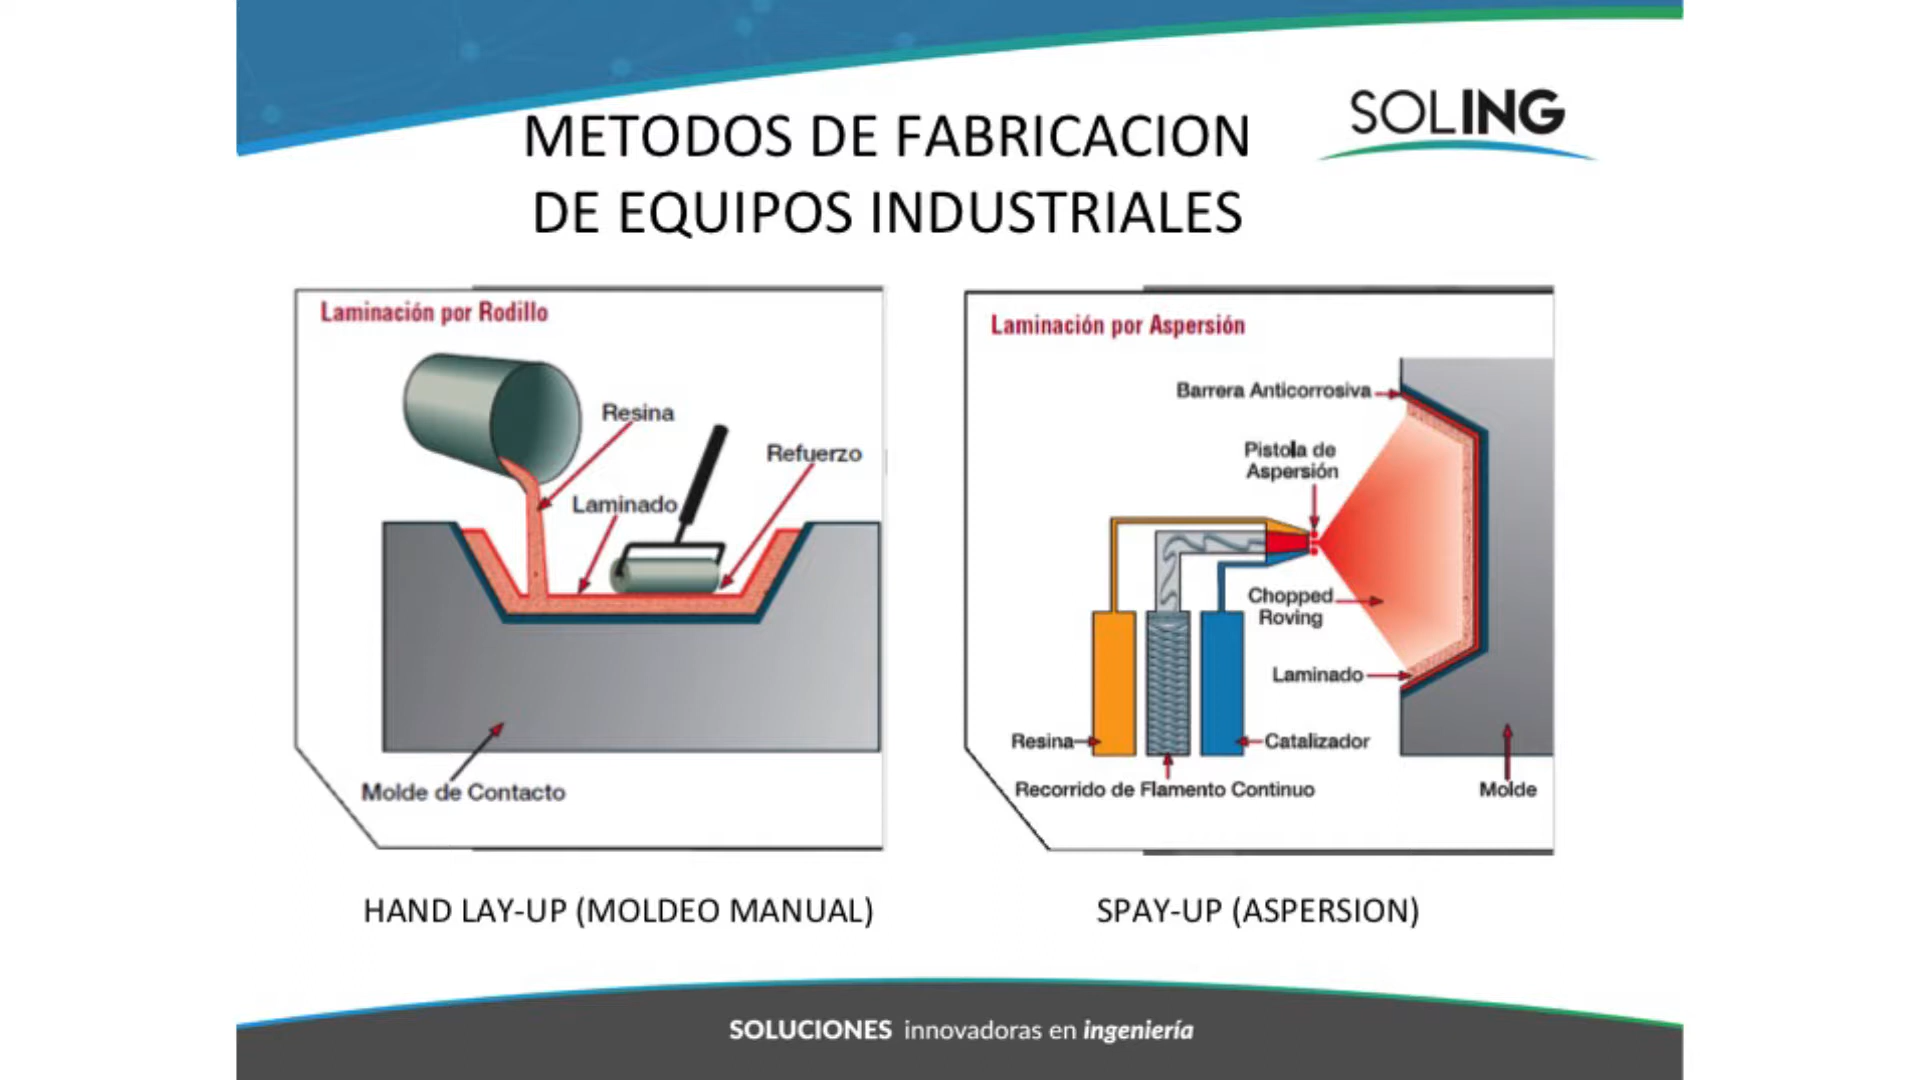 SOLING
METODOS DE FABRICACION
DE EQUIPOS INDUSTRIALES
Laminación por Rodillo
Resina
Refuerzo
Laminado
Molde de Contacto
HAND LAY-UP (MOLDEO MANUAL)
Laminación por Aspersión
Barrera Anticorrosiva
Pistola de
Aspersión
Chopped
Roving
Laminado
Resina
Catalizador
Recorrido de Flamento Continuo
Molde
SPAY-UP (ASPERSION)
SOLUCIONES innovadoras en ingeniería